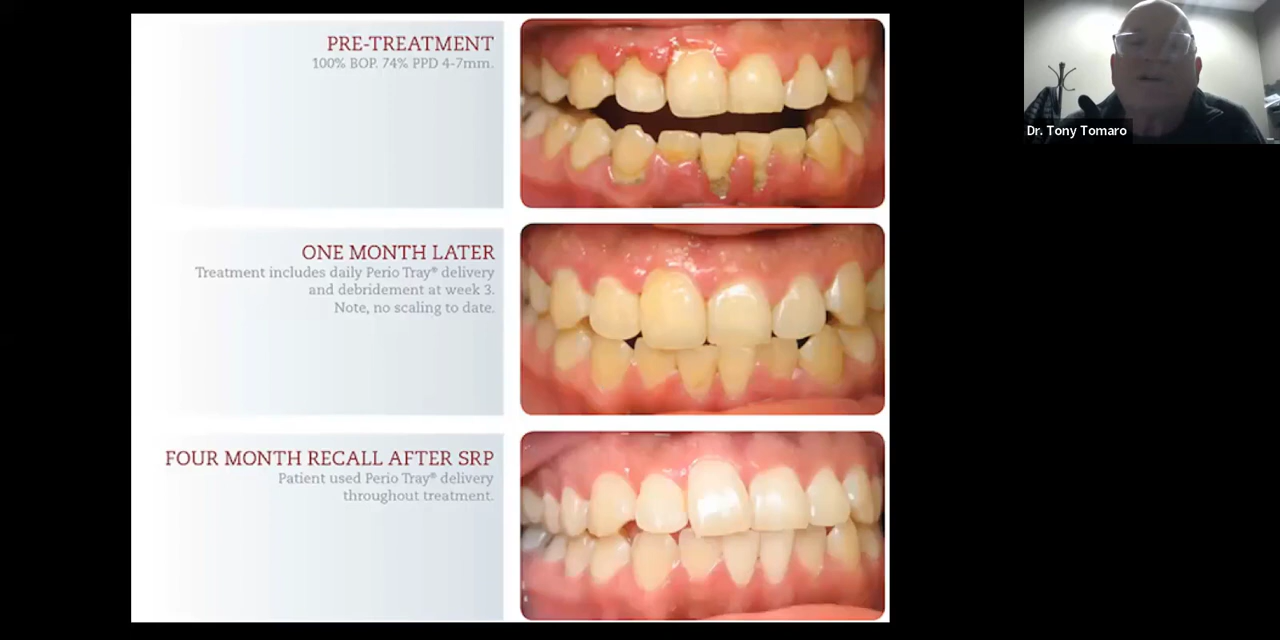 PRE-TREATMENT
100% BOP. 74% PPD 4-7mm.
ONE MONTH LATER
Treatment includes daily Perio Tray® delivery
and debridement at week 3.
Note, no scaling to date.
FOUR MONTH RECALL AFTER SRP
Patient used Perio Tray® delivery
throughout treatment.
Dr. Tony Tomaro